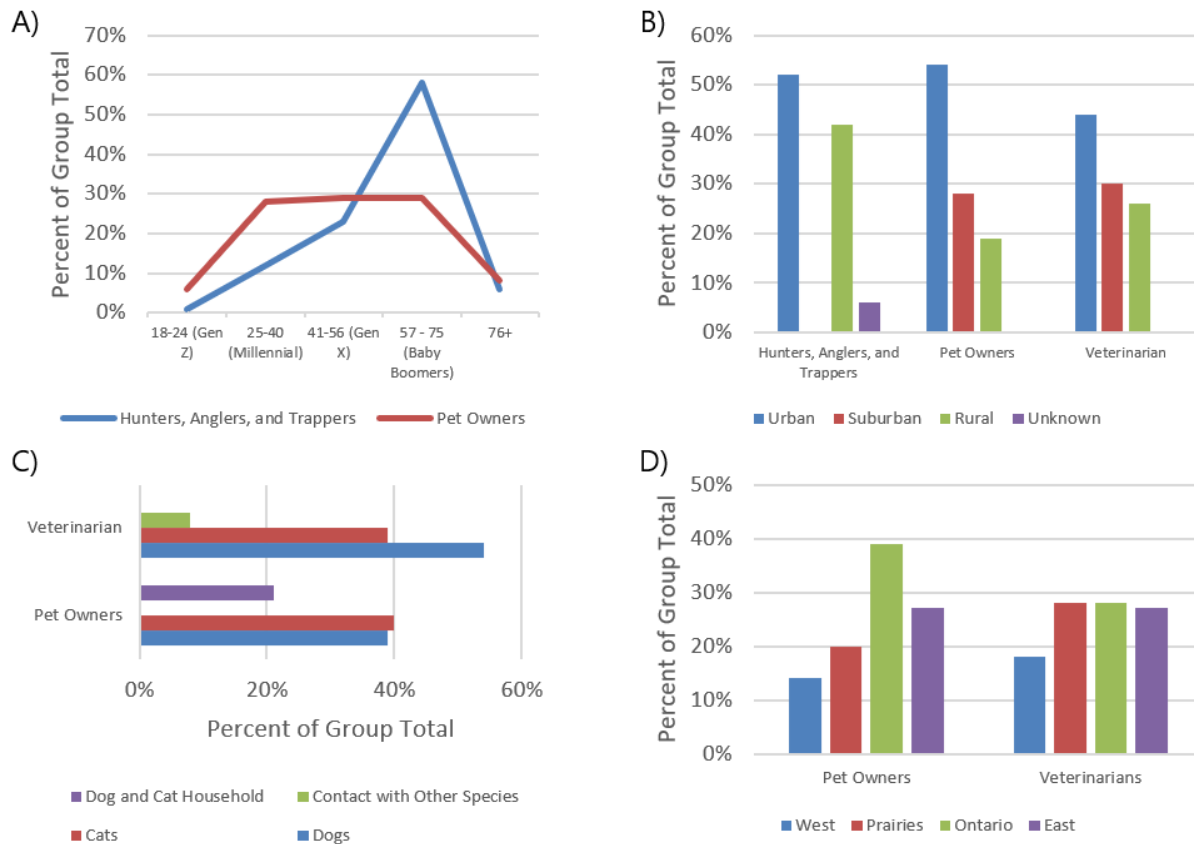 A)
Percent of Group Total
70%
60%
50%
40%
30%
20%
10%
0%
18-24 (Gen
Z)
25-40
(Millennial)
41-56 (Gen
X)
57 - 75
(Baby
Boomers)
76+
Hunters, Anglers, and Trappers
Pet Owners
B)
Percent of Group Total
60%
50%
40%
30%
20%
10%
0%
Hunters, Anglers, and
Trappers
Pet Owners
Veterinarian
Urban
Suburban
Rural
Unknown
C)
Veterinarian
Pet Owners
0%
20%
40%
60%
Percent of Group Total
Dog and Cat Household
Contact with Other Species
Cats
Dogs
D)
Percent of Group Total
50%
40%
30%
20%
10%
0%
Pet Owners
Veterinarians
West
Prairies
Ontario
East